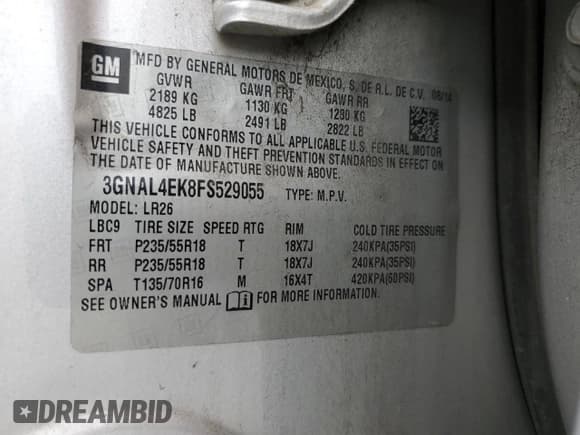 GM
MFD BY GENERAL MOTORS DE MEXICO, S. DE R.L. DE C.V. 08/14
GVWR GAWR FRT GAWR RR
2189 KG 1130 KG 1280 KG
4825 LB 2491 LB 2822 LB
THIS VEHICLE CONFORMS TO ALL APPLICABLE U.S. FEDERAL MOTOR
VEHICLE SAFETY AND THEFT PREVENTION STANDARDS IN EFFECT ON
THE DATE OF MANUFACTURE SHOWN ABOVE.
3GNAL4EK8FS529055 TYPE: M.P.V.
MODEL: LR26
LBC9 TIRE SIZE SPEED RTG RIM COLD TIRE PRESSURE
FRT P235/55R18 T 18X7J 240KPA(35PSI)
RR P235/55R18 T 18X7J 240KPA(35PSI)
SPA T135/70R16 M 16X4T 420KPA(60PSI)
SEE OWNER'S MANUAL FOR MORE INFORMATION.
DREAMBID